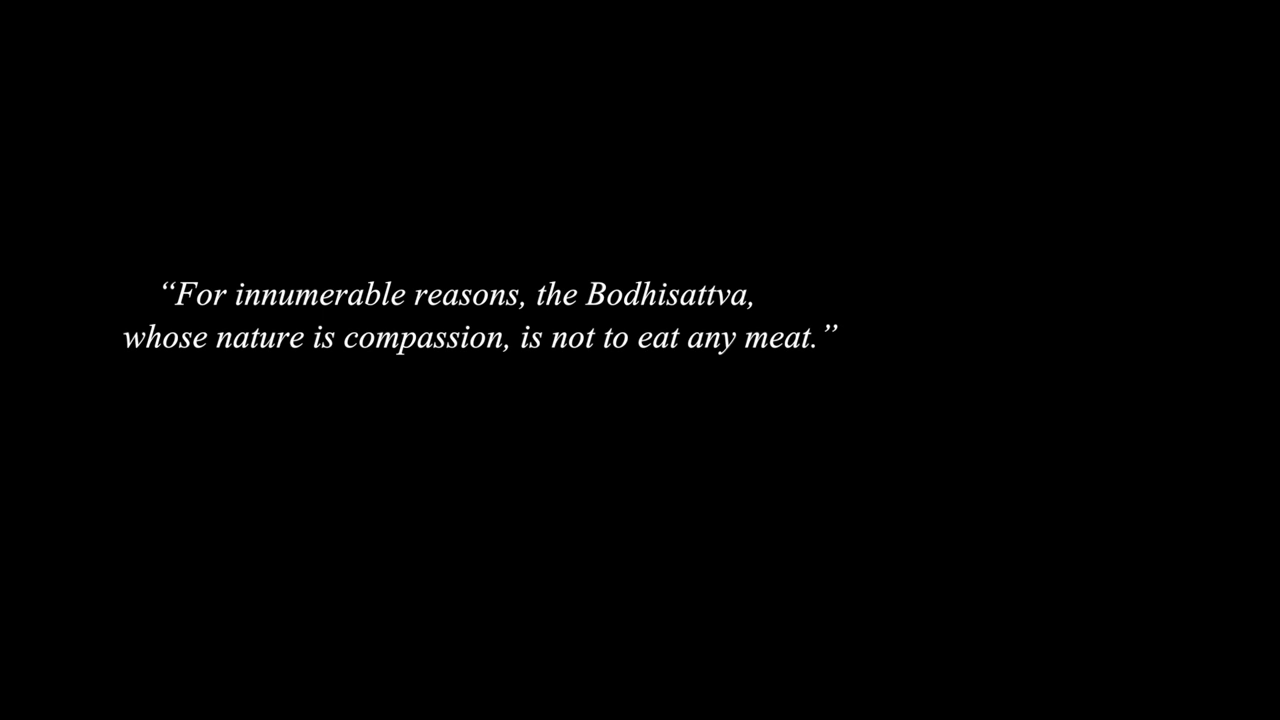 “For innumerable reasons, the Bodhisattva,
whose nature is compassion, is not to eat any meat.”